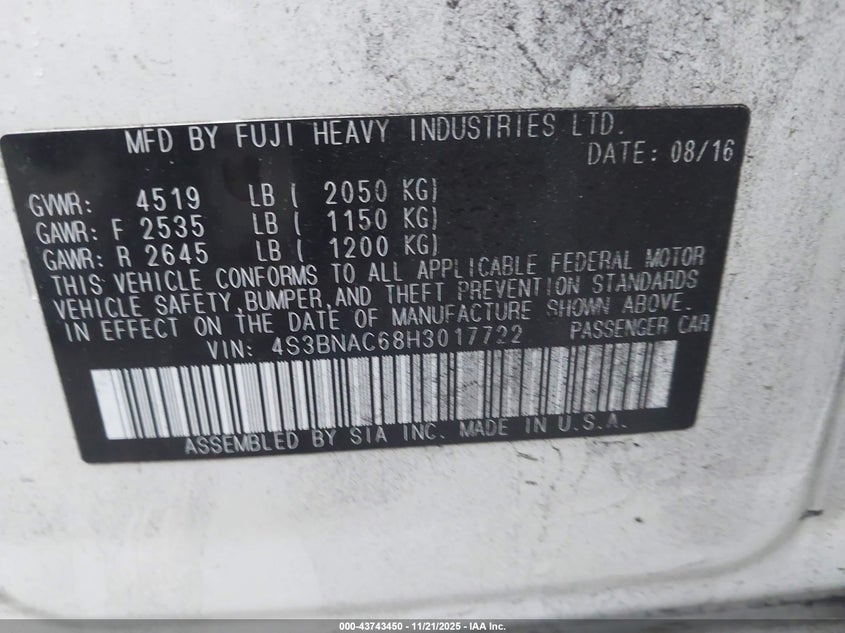 MFD BY FUJI HEAVY INDUSTRIES LTD.
DATE: 08/16
GVWR: 4519 LB ( 2050 KG)
GAWR: F 2535 LB ( 1150 KG)
GAWR: R 2645 LB ( 1200 KG)
THIS VEHICLE CONFORMS TO ALL APPLICABLE FEDERAL MOTOR
VEHICLE SAFETY,BUMPER,AND THEFT PREVENTION STANDARDS
IN EFFECT ON THE DATE OF MANUFACTURE SHOWN ABOVE.
VIN: 4S3BNAC68H3017722 PASSENGER CAR
ASSEMBLED BY SIA INC. MADE IN U.S.A.
000-43743450 - 11/21/2025 - IAA Inc.